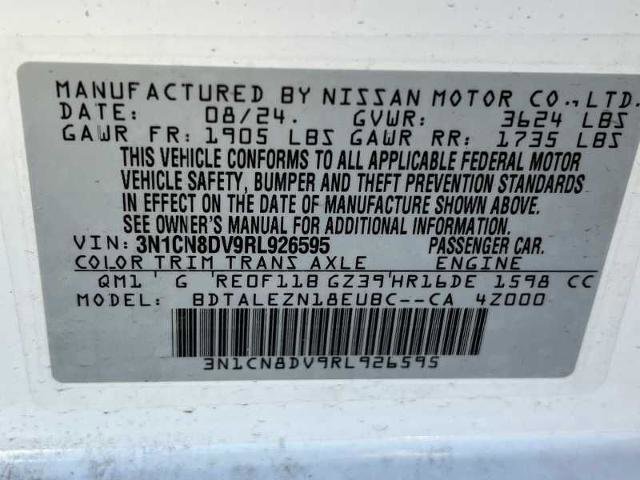 MANUFACTURED BY NISSAN MOTOR CO., LTD.
DATE: 08/24. GVWR: 3624 LBS
GAWR FR: 1905 LBS GAWR RR: 1735 LBS
THIS VEHICLE CONFORMS TO ALL APPLICABLE FEDERAL MOTOR
VEHICLE SAFETY, BUMPER AND THEFT PREVENTION STANDARDS
IN EFFECT ON THE DATE OF MANUFACTURE SHOWN ABOVE.
SEE OWNER'S MANUAL FOR ADDITIONAL INFORMATION.
VIN: 3N1CN8DV9RL926595 PASSENGER CAR.
COLOR TRIM TRANS AXLE ENGINE
QM1 ' G ' RE0F11B GZ39'HR16DE 1598 CC
MODEL: BDTALEZN18EUBC--CA 4Z000
3N1CN8DV9RL926595